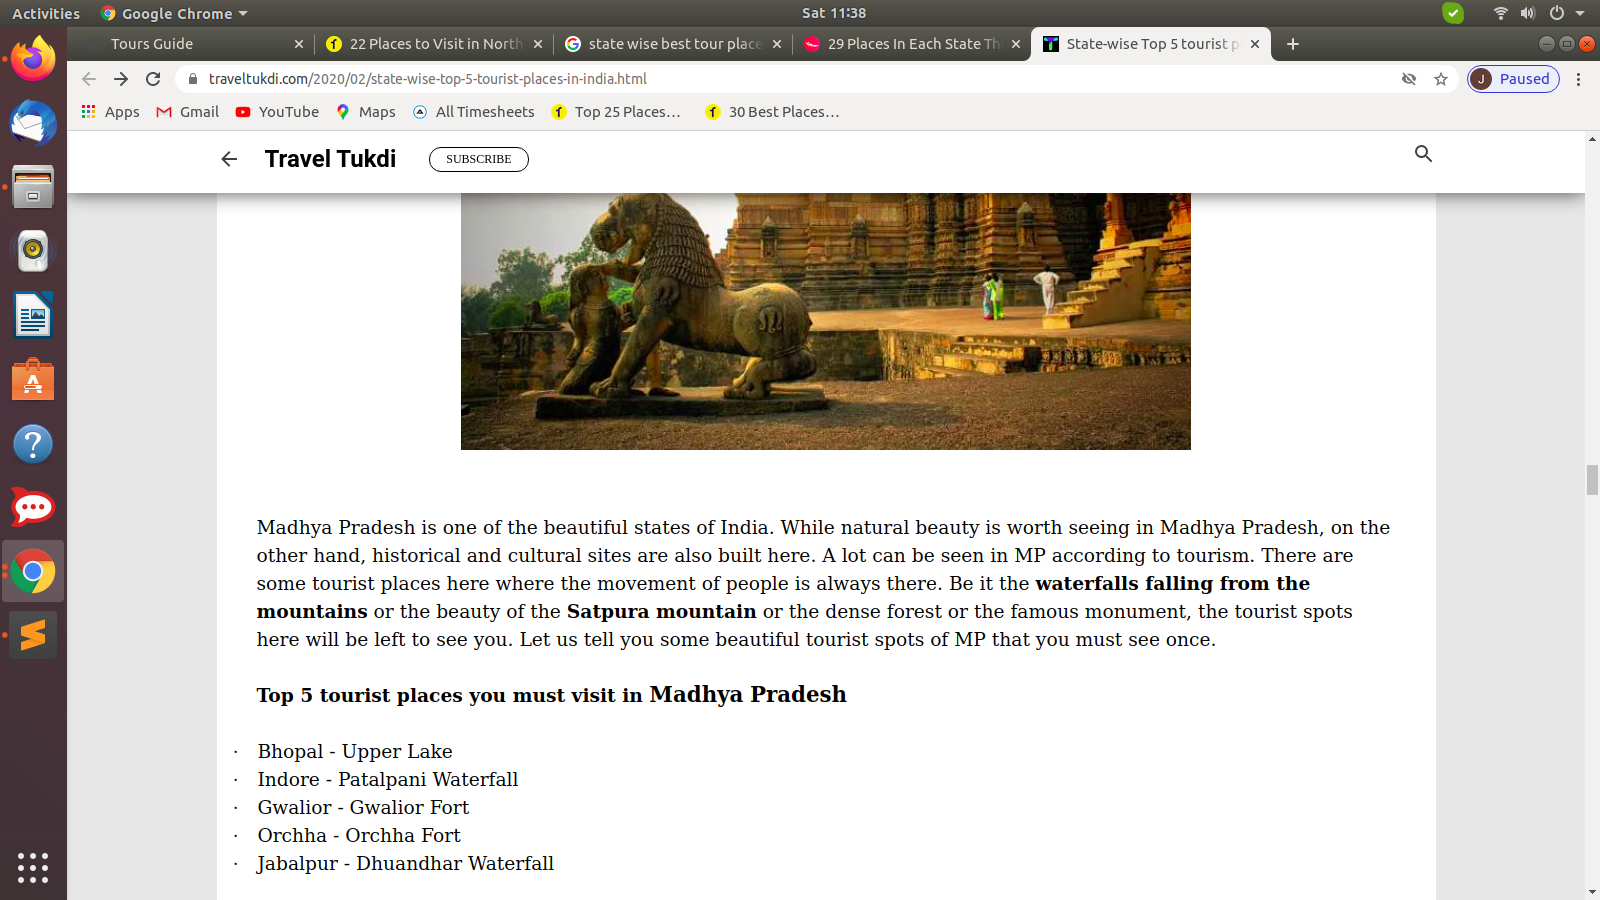 Activities Google Chrome Sat 11:38
Tours Guide 22 Places to Visit in North state wise best tour place 29 Places In Each State Th State-wise Top 5 tourist p
traveltukdi.com/2020/02/state-wise-top-5-tourist-places-in-india.html J Paused
Apps Gmail YouTube Maps All Timesheets Top 25 Places... 30 Best Places...
Travel Tukdi SUBSCRIBE
Madhya Pradesh is one of the beautiful states of India. While natural beauty is worth seeing in Madhya Pradesh, on the
other hand, historical and cultural sites are also built here. A lot can be seen in MP according to tourism. There are
some tourist places here where the movement of people is always there. Be it the waterfalls falling from the
mountains or the beauty of the Satpura mountain or the dense forest or the famous monument, the tourist spots
here will be left to see you. Let us tell you some beautiful tourist spots of MP that you must see once.
Top 5 tourist places you must visit in Madhya Pradesh
· Bhopal - Upper Lake
· Indore - Patalpani Waterfall
· Gwalior - Gwalior Fort
· Orchha - Orchha Fort
· Jabalpur - Dhuandhar Waterfall